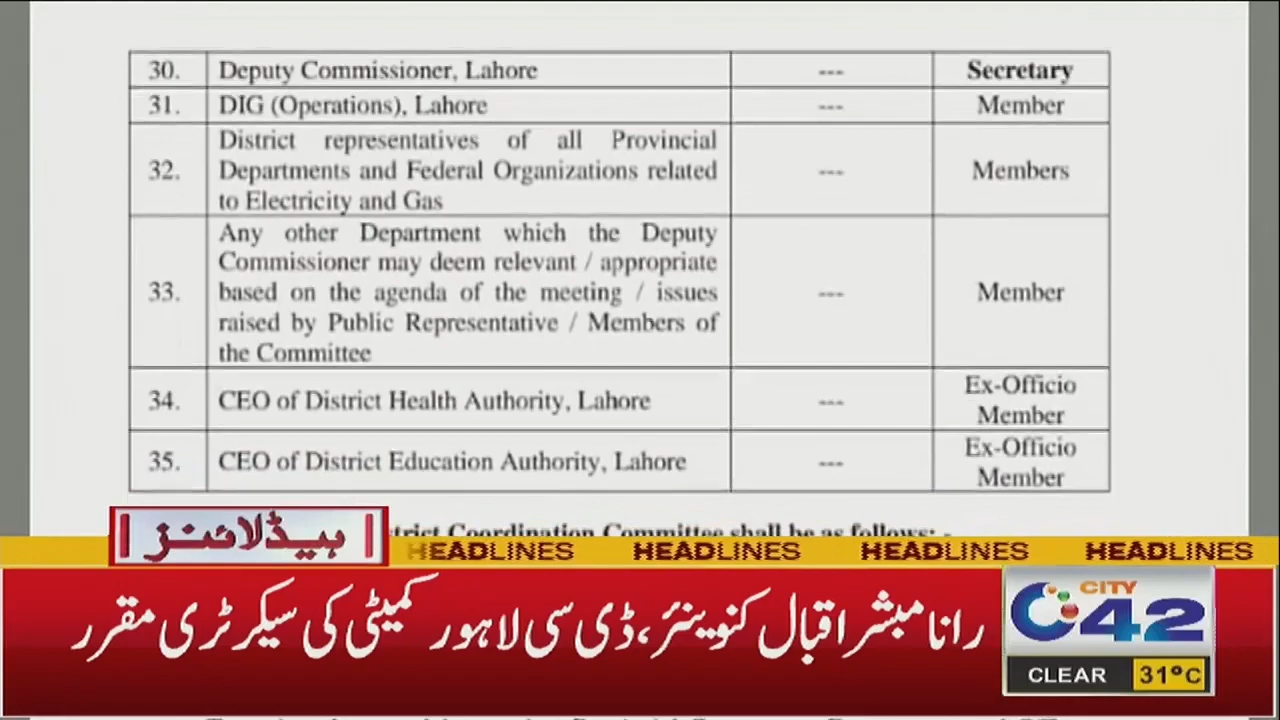 30. Deputy Commissioner, Lahore --- Secretary
31. DIG (Operations), Lahore --- Member
District representatives of all Provincial
32. Departments and Federal Organizations related --- Members
to Electricity and Gas
Any other Department which the Deputy
Commissioner may deem relevant / appropriate
33. based on the agenda of the meeting / issues --- Member
raised by Public Representative / Members of
the Committee
34. CEO of District Health Authority, Lahore --- Ex-Officio
Member
35. CEO of District Education Authority, Lahore --- Ex-Officio
Member
Coordination Committee shall be as follows: -
ہیڈلائنز
HEADLINES HEADLINES HEADLINES HEADLINES
رانا مبشر اقبال کنوینئر، ڈی سی لاہور کمیٹی کی سیکرٹری مقرر
CITY
42
CLEAR 31°C